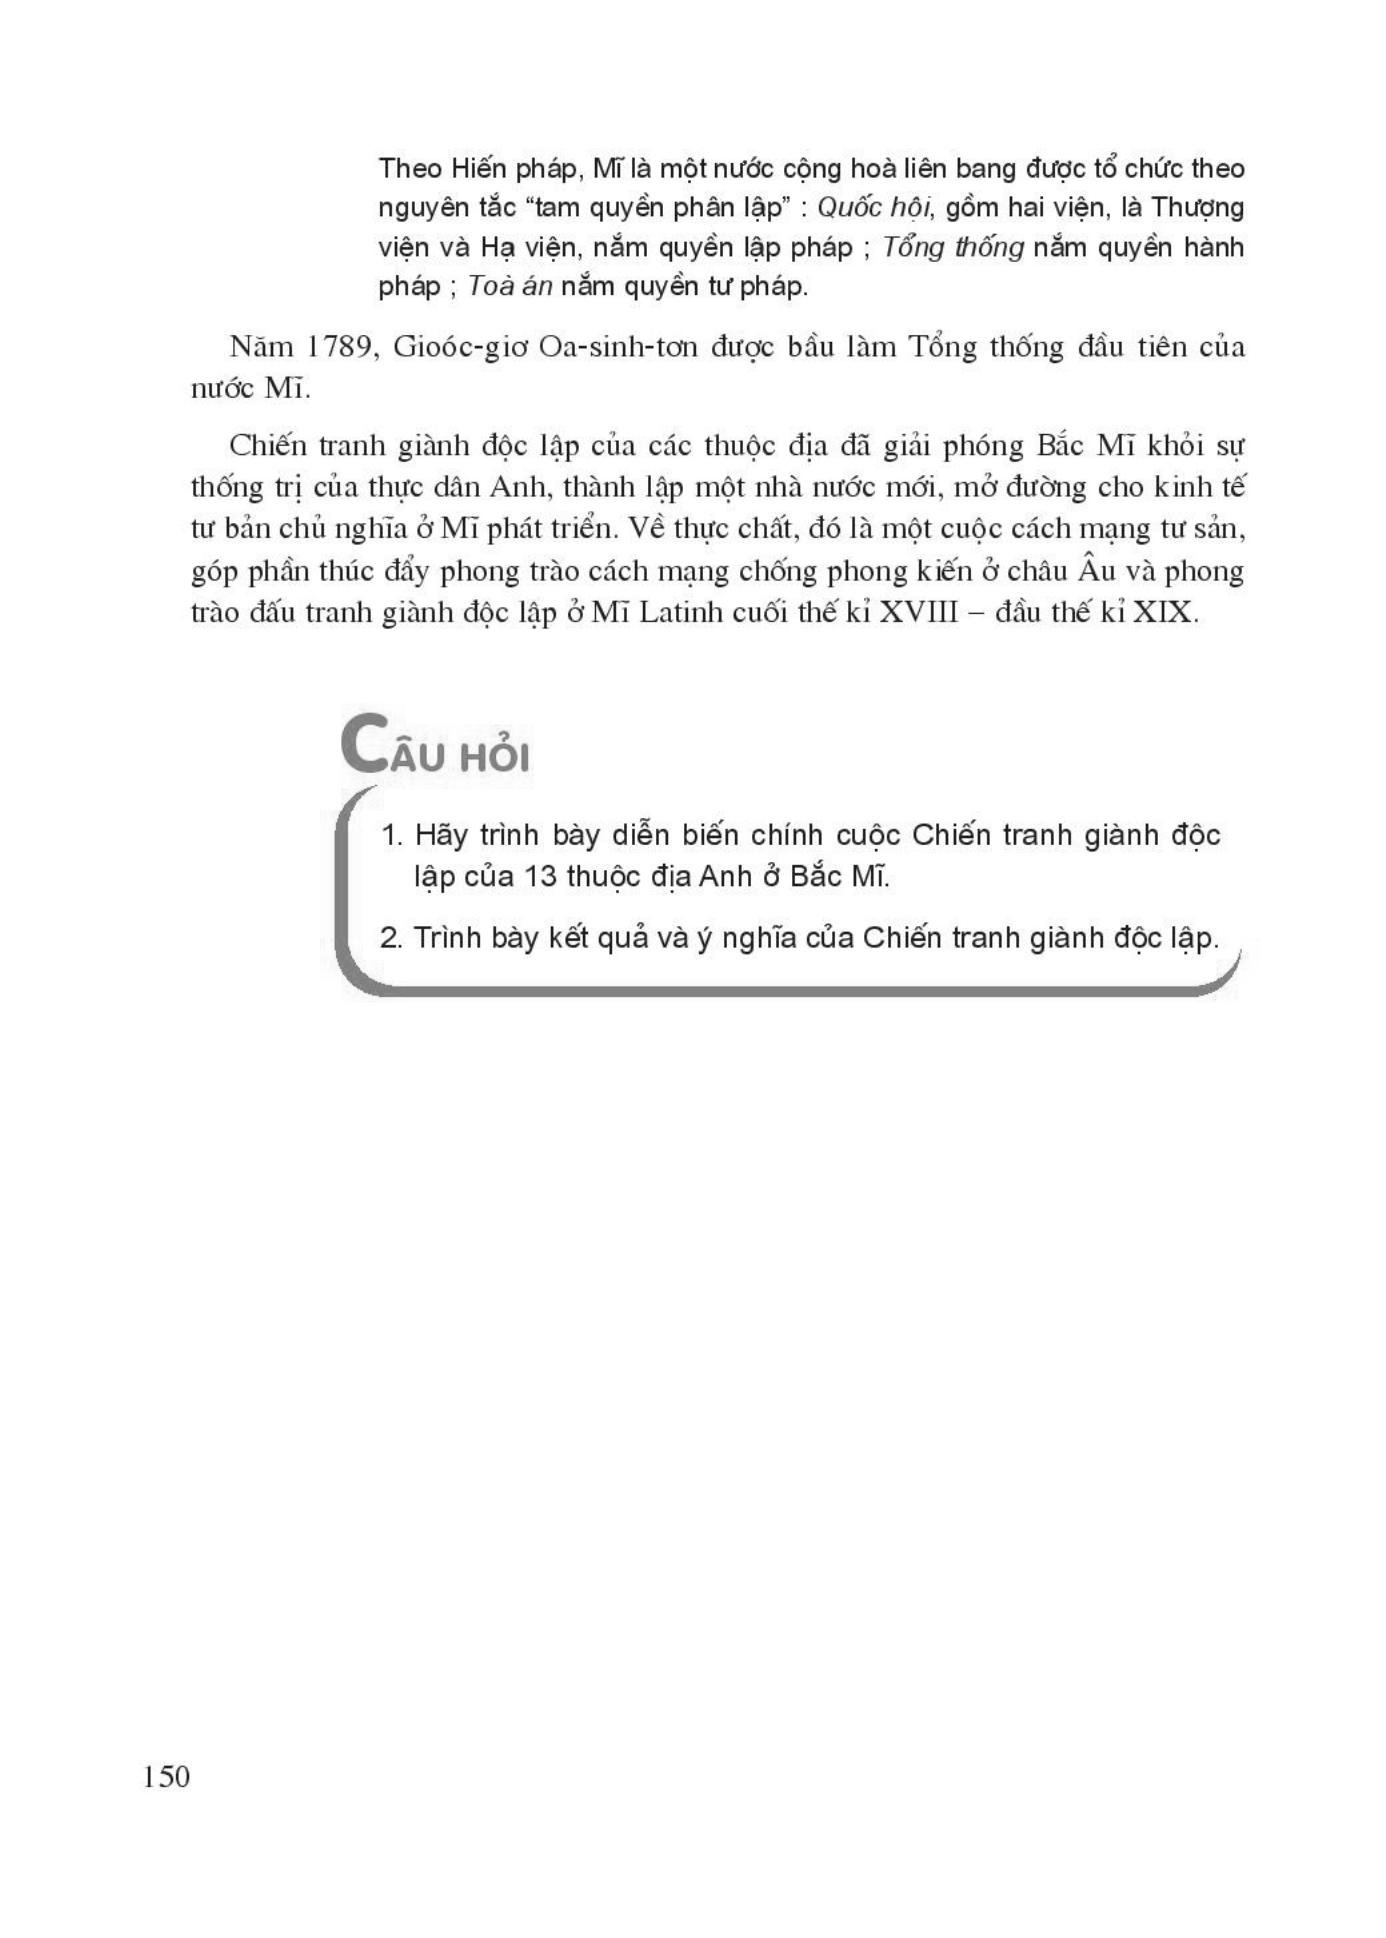 Theo Hiến pháp, Mĩ là một nước cộng hoà liên bang được tổ chức theo
nguyên tắc “tam quyền phân lập” : Quốc hội, gồm hai viện, là Thượng
viện và Hạ viện, nắm quyền lập pháp ; Tổng thống nắm quyền hành
pháp ; Toà án nắm quyền tư pháp.
Năm 1789, Gioóc-giơ Oa-sinh-tơn được bầu làm Tổng thống đầu tiên của
nước Mĩ.
Chiến tranh giành độc lập của các thuộc địa đã giải phóng Bắc Mĩ khỏi sự
thống trị của thực dân Anh, thành lập một nhà nước mới, mở đường cho kinh tế
tư bản chủ nghĩa ở Mĩ phát triển. Về thực chất, đó là một cuộc cách mạng tư sản,
góp phần thúc đẩy phong trào cách mạng chống phong kiến ở châu Âu và phong
trào đấu tranh giành độc lập ở Mĩ Latinh cuối thế kỉ XVIII – đầu thế kỉ XIX.
CÂU HỎI
1. Hãy trình bày diễn biến chính cuộc Chiến tranh giành độc
lập của 13 thuộc địa Anh ở Bắc Mĩ.
2. Trình bày kết quả và ý nghĩa của Chiến tranh giành độc lập.
150